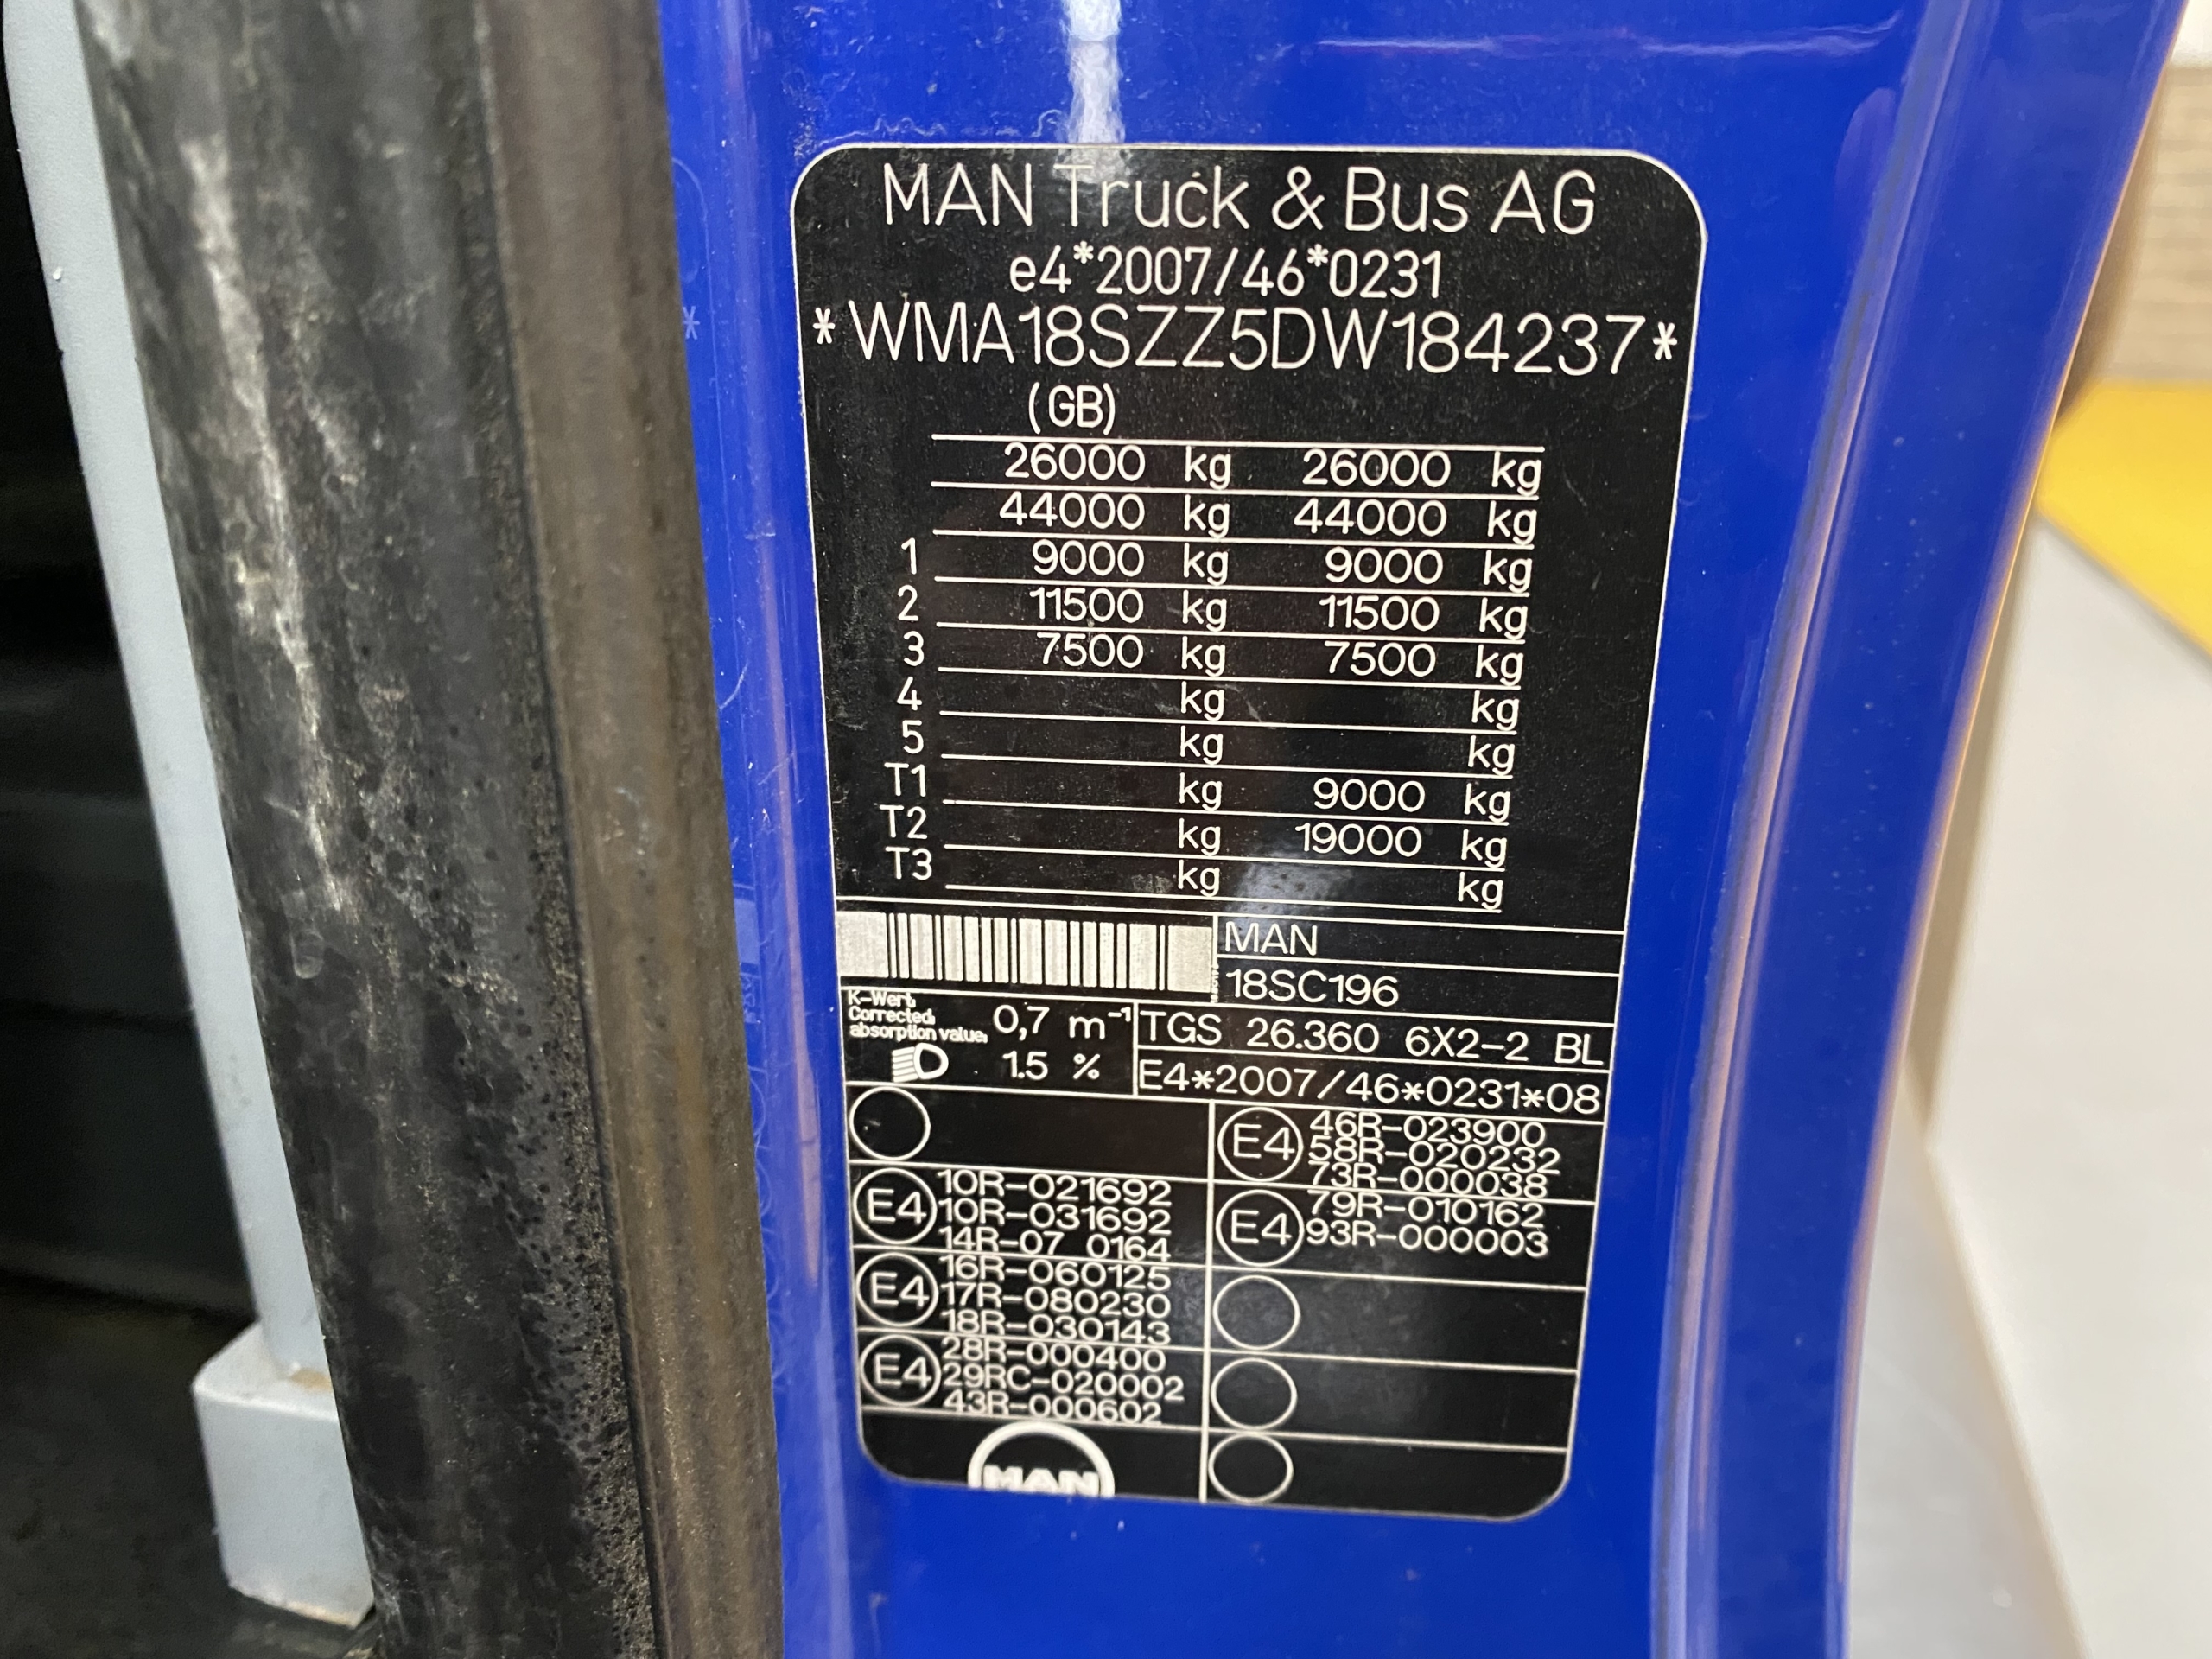 MAN Truck & Bus AG
e4*2007/46*0231
*WMA18SZZ5DW184237*
(GB)
26000 kg 26000 kg
44000 kg 44000 kg
1 9000 kg 9000 kg
2 11500 kg 11500 kg
3 7500 kg 7500 kg
4 kg kg
5 kg kg
T1 kg 9000 kg
T2 kg 19000 kg
T3 kg kg
MAN
18SC196
K-Wert,
Corrected,
absorption value,
0,7 m⁻¹
1.5 %
TGS 26.360 6X2-2 BL
E4*2007/46*0231*08
E4
10R-021692
10R-031692
14R-07 0164
E4
16R-060125
17R-080230
18R-030143
E4
28R-000400
29RC-020002
43R-000602
E4
46R-023900
58R-020232
73R-000038
E4
79R-010162
93R-000003
MAN